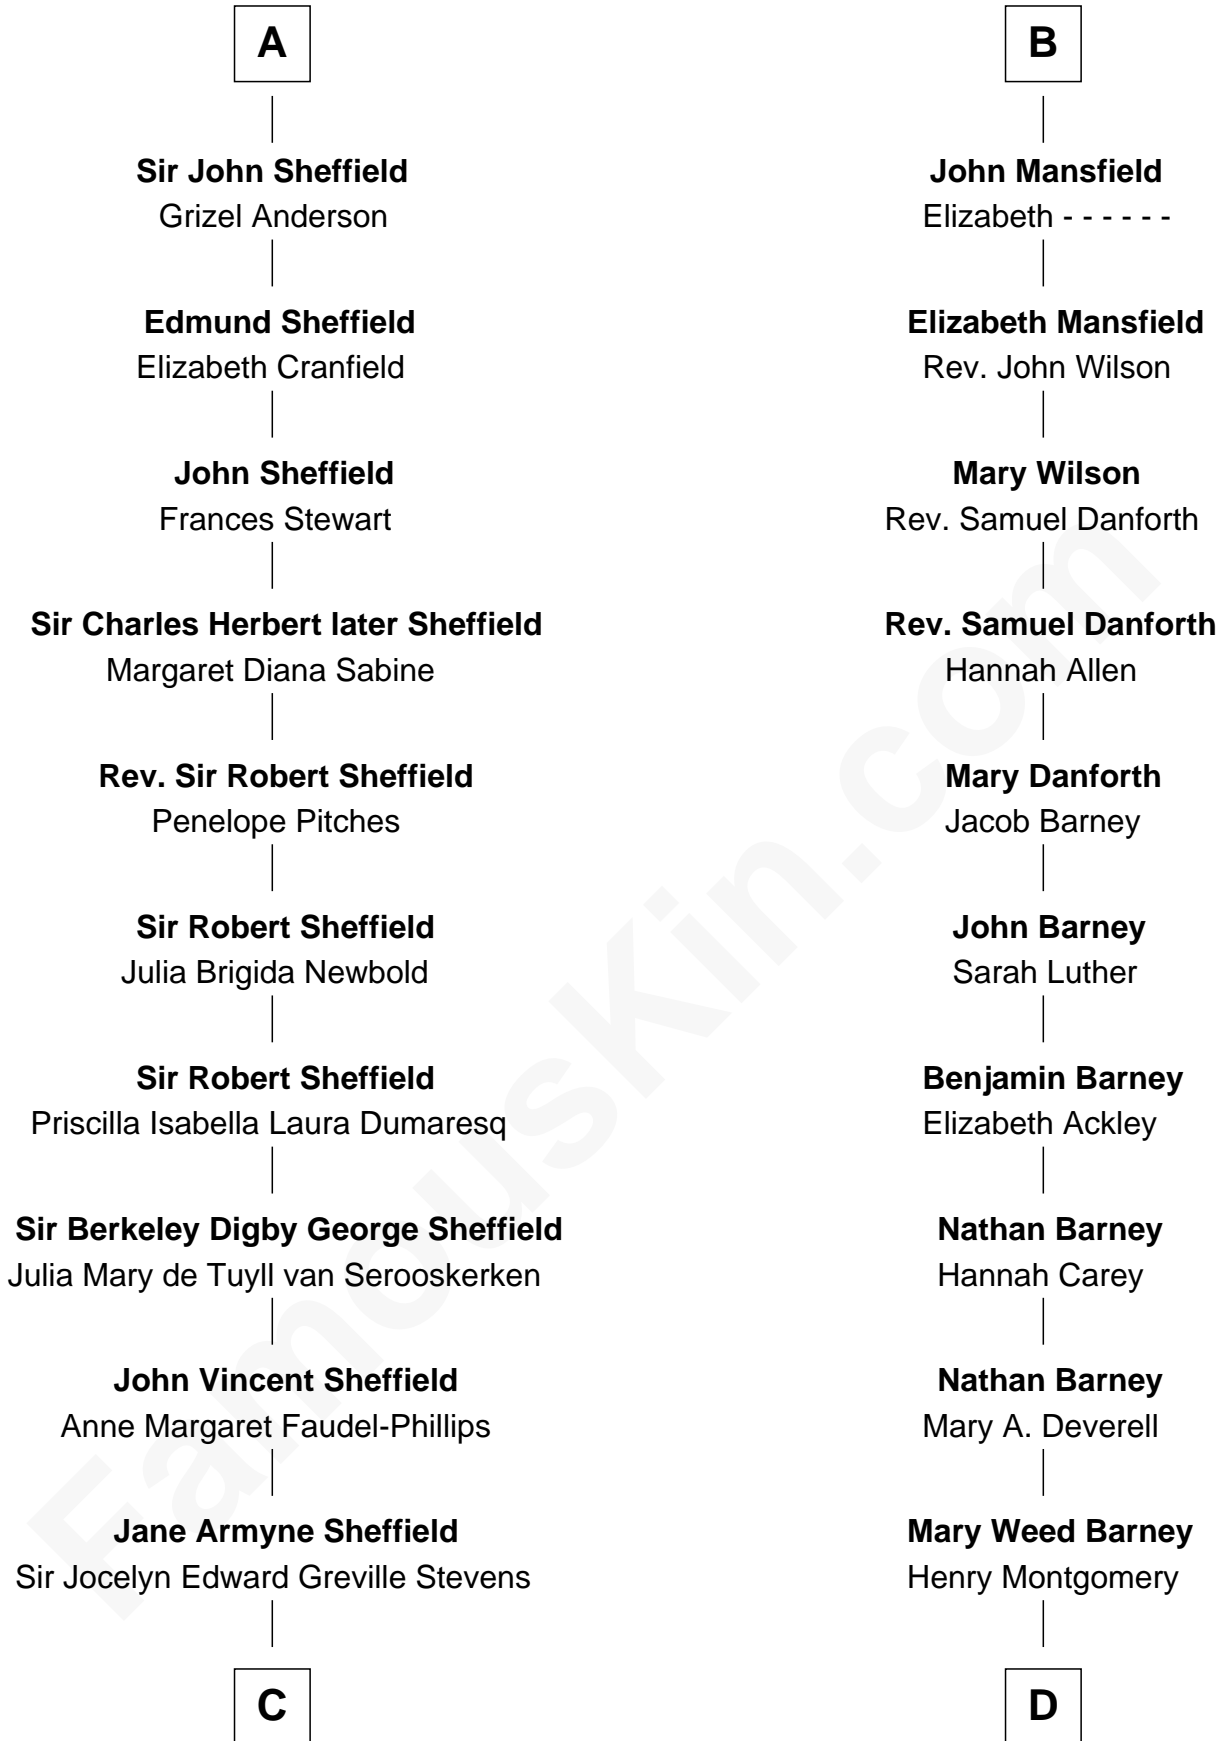 A
Sir John Sheffield
Grizel Anderson
Edmund Sheffield
Elizabeth Cranfield
John Sheffield
Frances Stewart
Sir Charles Herbert later Sheffield
Margaret Diana Sabine
Rev. Sir Robert Sheffield
Penelope Pitches
Sir Robert Sheffield
Julia Brigida Newbold
Sir Robert Sheffield
Priscilla Isabella Laura Dumaresq
Sir Berkeley Digby George Sheffield
Julia Mary de Tuyll van Serooskerken
John Vincent Sheffield
Anne Margaret Faudel-Phillips
Jane Armyne Sheffield
Sir Jocelyn Edward Greville Stevens
C
B
John Mansfield
Elizabeth - - - - - -
Elizabeth Mansfield
Rev. John Wilson
Mary Wilson
Rev. Samuel Danforth
Rev. Samuel Danforth
Hannah Allen
Mary Danforth
Jacob Barney
John Barney
Sarah Luther
Benjamin Barney
Elizabeth Ackley
Nathan Barney
Hannah Carey
Nathan Barney
Mary A. Deverell
Mary Weed Barney
Henry Montgomery
D
FamousKin.com